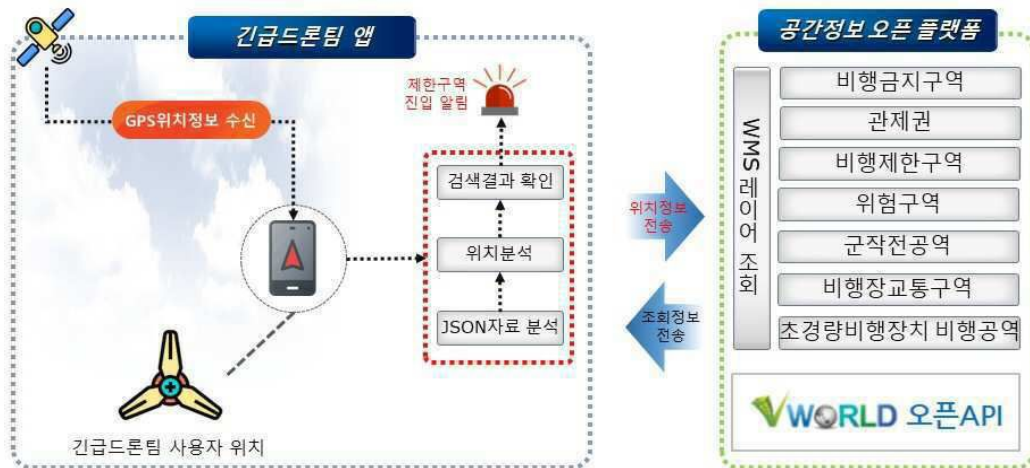 긴급드론팀 앱
GPS위치정보 수신
제한구역
진입 알림
검색결과 확인
위치분석
JSON자료 분석
긴급드론팀 사용자 위치
위치정보
전송
조회정보
전송
공간정보 오픈 플랫폼
WMS 레이어 조회
비행금지구역
관제권
비행제한구역
위험구역
군작전공역
비행장교통구역
초경량비행장치 비행공역
VWORLD 오픈API